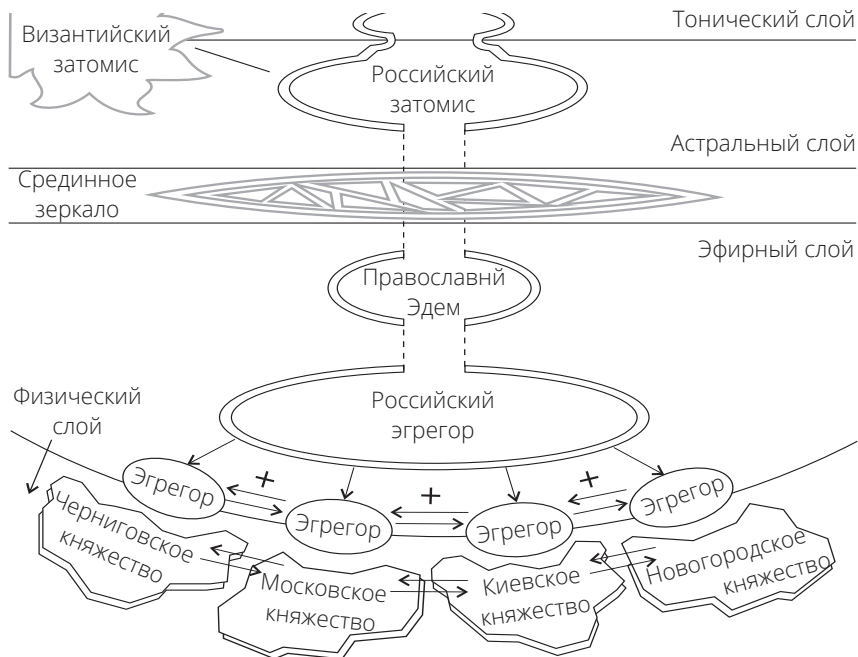 Тонический слой
Византийский
затомис
Российский
затомис
Астральный слой
Срединное
зеркало
Эфирный слой
Православнй
Эдем
Физический
слой
Российский
эгрегор
+
+
+
Эгрегор
Эгрегор
Эгрегор
Эгрегор
Черниговское
княжество
Московское
княжество
Киевское
княжество
Новогородское
княжество